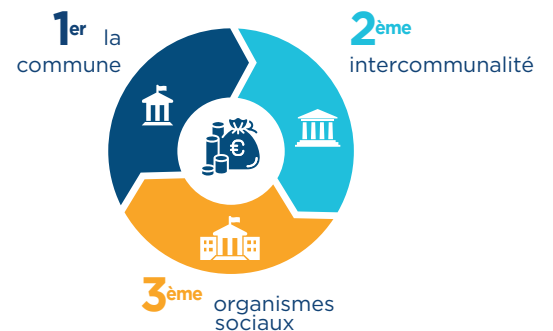 1er la
commune
2ème
intercommunalité
€
3ème organismes
sociaux